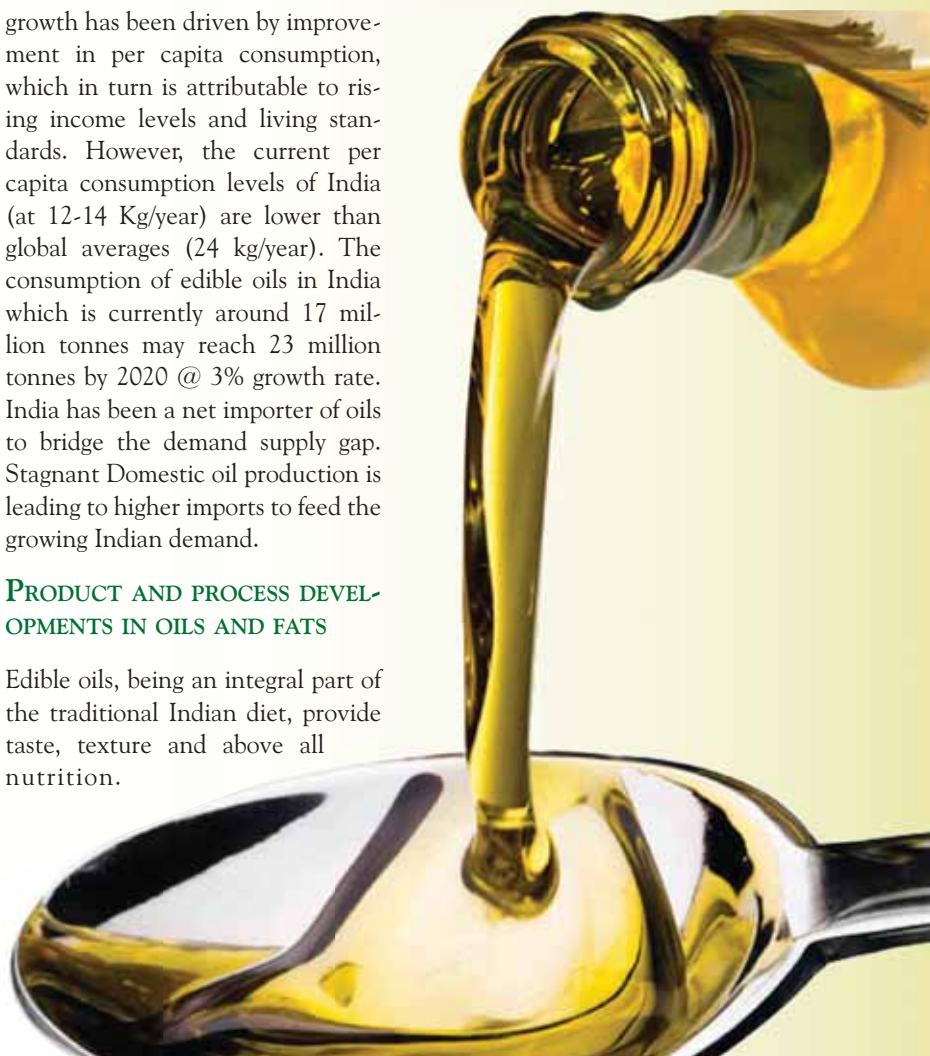 growth has been driven by improve-
ment in per capita consumption,
which in turn is attributable to ris-
ing income levels and living stan-
dards. However, the current per
capita consumption levels of India
(at 12-14 Kg/year) are lower than
global averages (24 kg/year). The
consumption of edible oils in India
which is currently around 17 mil-
lion tonnes may reach 23 million
tonnes by 2020 @ 3% growth rate.
India has been a net importer of oils
to bridge the demand supply gap.
Stagnant Domestic oil production is
leading to higher imports to feed the
growing Indian demand.
PRODUCT AND PROCESS DEVEL-
OPMENTS IN OILS AND FATS
Edible oils, being an integral part of
the traditional Indian diet, provide
taste, texture and above all
nutrition.